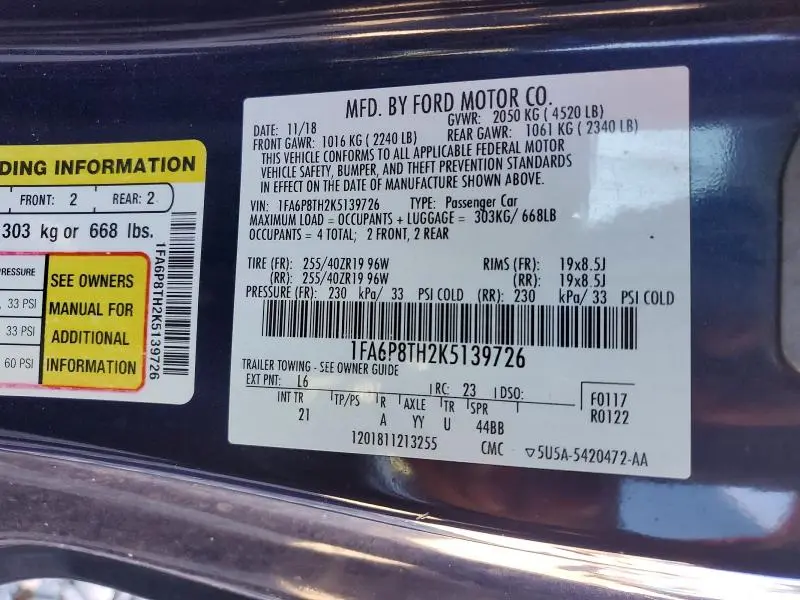 DING INFORMATION
FRONT: 2 REAR: 2
303 kg or 668 lbs.
RESSURE
33 PSI
33 PSI
60 PSI
SEE OWNERS
MANUAL FOR
ADDITIONAL
INFORMATION
1FA6P8TH2K5139726
MFD. BY FORD MOTOR CO.
DATE: 11/18 GVWR: 2050 KG ( 4520 LB)
FRONT GAWR: 1016 KG ( 2240 LB) REAR GAWR: 1061 KG ( 2340 LB)
THIS VEHICLE CONFORMS TO ALL APPLICABLE FEDERAL MOTOR
VEHICLE SAFETY, BUMPER, AND THEFT PREVENTION STANDARDS
IN EFFECT ON THE DATE OF MANUFACTURE SHOWN ABOVE.
VIN: 1FA6P8TH2K5139726 TYPE: Passenger Car
MAXIMUM LOAD = OCCUPANTS + LUGGAGE = 303KG/ 668LB
OCCUPANTS = 4 TOTAL; 2 FRONT, 2 REAR
TIRE (FR): 255/40ZR19 96W RIMS (FR): 19x8.5J
(RR): 255/40ZR19 96W (RR): 19x8.5J
PRESSURE (FR): 230 kPa/ 33 PSI COLD (RR): 230 kPa/ 33 PSI COLD
1FA6P8TH2K5139726
TRAILER TOWING - SEE OWNER GUIDE
EXT PNT: L6 RC: 23 DSO: F0117
INT TR TP/PS R AXLE TR SPR R0122
21 A YY U 44BB
1201811213255 CMC ▽5U5A-5420472-AA